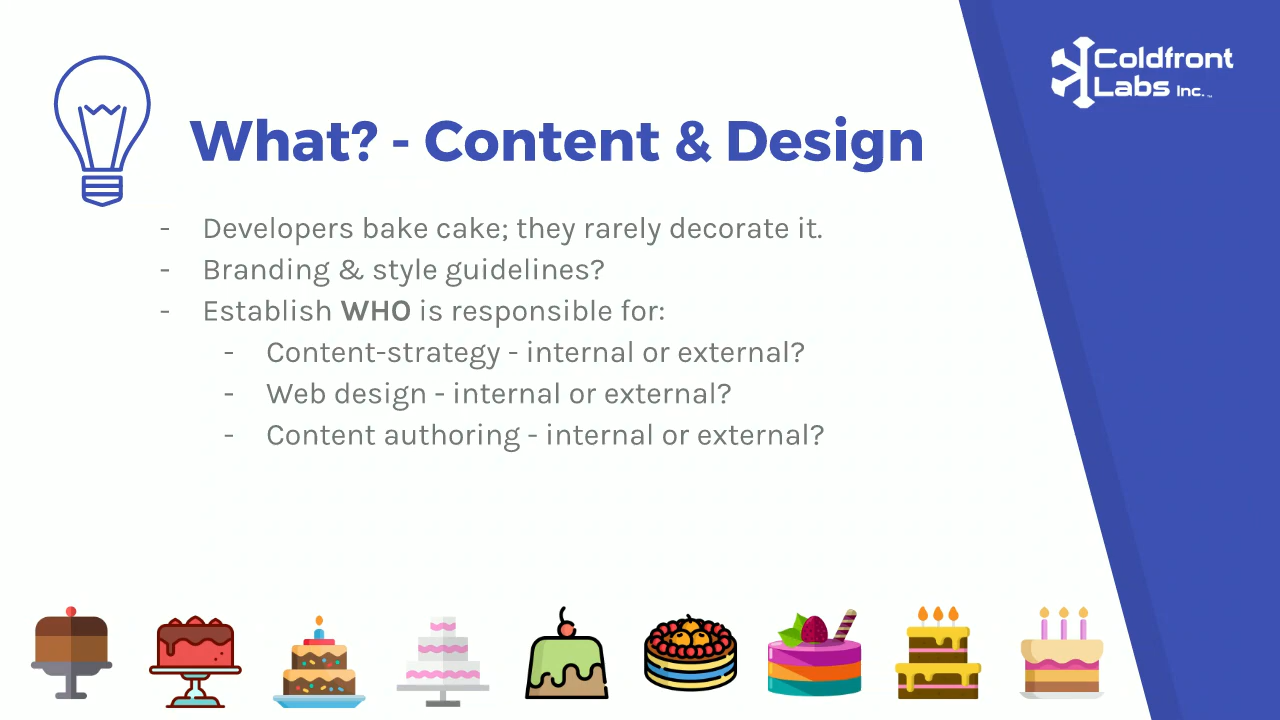 Coldfront
Labs Inc.™
What? - Content & Design
- Developers bake cake; they rarely decorate it.
- Branding & style guidelines?
- Establish WHO is responsible for:
- Content-strategy - internal or external?
- Web design - internal or external?
- Content authoring - internal or external?